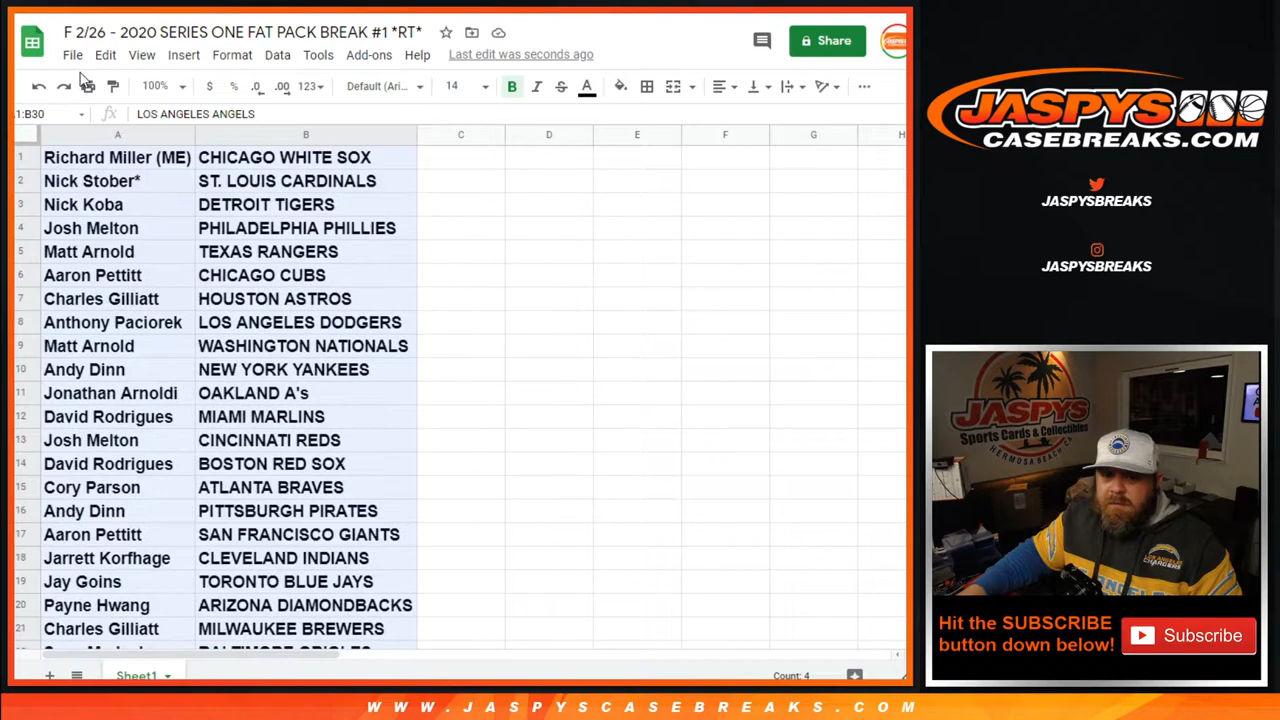 F 2/26 - 2020 SERIES ONE FAT PACK BREAK #1 *RT*
File Edit View Insert Format Data Tools Add-ons Help Last edit was seconds ago
Share
100% $ % .0 .00 123 Default (Ari... 14 B I S A
1:B30 fx LOS ANGELES ANGELS
A B C D E F G H
1 Richard Miller (ME) CHICAGO WHITE SOX
2 Nick Stober* ST. LOUIS CARDINALS
3 Nick Koba DETROIT TIGERS
4 Josh Melton PHILADELPHIA PHILLIES
5 Matt Arnold TEXAS RANGERS
6 Aaron Pettitt CHICAGO CUBS
7 Charles Gilliatt HOUSTON ASTROS
8 Anthony Paciorek LOS ANGELES DODGERS
9 Matt Arnold WASHINGTON NATIONALS
10 Andy Dinn NEW YORK YANKEES
11 Jonathan Arnoldi OAKLAND A's
12 David Rodrigues MIAMI MARLINS
13 Josh Melton CINCINNATI REDS
14 David Rodrigues BOSTON RED SOX
15 Cory Parson ATLANTA BRAVES
16 Andy Dinn PITTSBURGH PIRATES
17 Aaron Pettitt SAN FRANCISCO GIANTS
18 Jarrett Korfhage CLEVELAND INDIANS
19 Jay Goins TORONTO BLUE JAYS
20 Payne Hwang ARIZONA DIAMONDBACKS
21 Charles Gilliatt MILWAUKEE BREWERS
Sheet1
Count: 4
JASPYS
CASEBREAKS.COM
JASPYSBREAKS
JASPYSBREAKS
JASPYS
Sports Cards & Collectibles
HERMOSA BEACH, CA
Hit the SUBSCRIBE
button down below!
Subscribe
WWW.JASPYSCASEBREAKS.COM